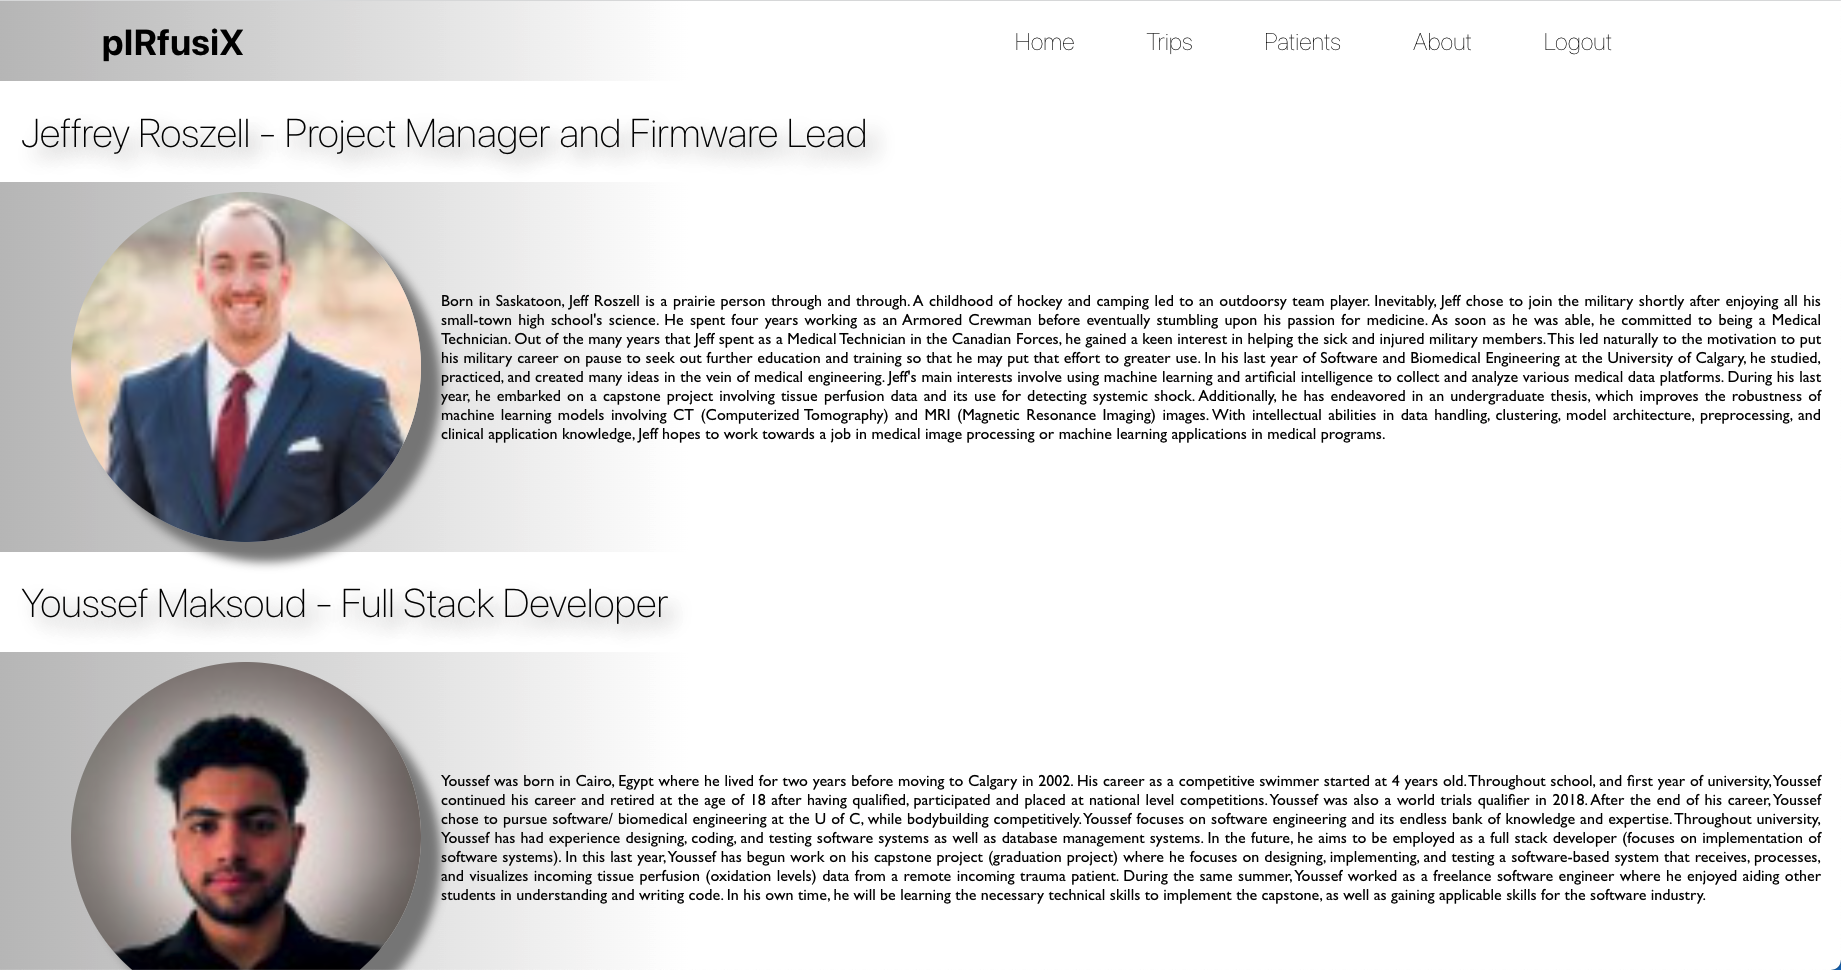 pIRfusiX
Home Trips Patients About Logout
Jeffrey Roszell - Project Manager and Firmware Lead
Born in Saskatoon, Jeff Roszell is a prairie person through and through. A childhood of hockey and camping led to an outdoorsy team player. Inevitably, Jeff chose to join the military shortly after enjoying all his
small-town high school's science. He spent four years working as an Armored Crewman before eventually stumbling upon his passion for medicine. As soon as he was able, he committed to being a Medical
Technician. Out of the many years that Jeff spent as a Medical Technician in the Canadian Forces, he gained a keen interest in helping the sick and injured military members. This led naturally to the motivation to put
his military career on pause to seek out further education and training so that he may put that effort to greater use. In his last year of Software and Biomedical Engineering at the University of Calgary, he studied,
practiced, and created many ideas in the vein of medical engineering. Jeff's main interests involve using machine learning and artificial intelligence to collect and analyze various medical data platforms. During his last
year, he embarked on a capstone project involving tissue perfusion data and its use for detecting systemic shock. Additionally, he has endeavored in an undergraduate thesis, which improves the robustness of
machine learning models involving CT (Computerized Tomography) and MRI (Magnetic Resonance Imaging) images. With intellectual abilities in data handling, clustering, model architecture, preprocessing, and
clinical application knowledge, Jeff hopes to work towards a job in medical image processing or machine learning applications in medical programs.
Youssef Maksoud - Full Stack Developer
Youssef was born in Cairo, Egypt where he lived for two years before moving to Calgary in 2002. His career as a competitive swimmer started at 4 years old. Throughout school, and first year of university, Youssef
continued his career and retired at the age of 18 after having qualified, participated and placed at national level competitions. Youssef was also a world trials qualifier in 2018. After the end of his career, Youssef
chose to pursue software/ biomedical engineering at the U of C, while bodybuilding competitively. Youssef focuses on software engineering and its endless bank of knowledge and expertise. Throughout university,
Youssef has had experience designing, coding, and testing software systems as well as database management systems. In the future, he aims to be employed as a full stack developer (focuses on implementation of
software systems). In this last year, Youssef has begun work on his capstone project (graduation project) where he focuses on designing, implementing, and testing a software-based system that receives, processes,
and visualizes incoming tissue perfusion (oxidation levels) data from a remote incoming trauma patient. During the same summer, Youssef worked as a freelance software engineer where he enjoyed aiding other
students in understanding and writing code. In his own time, he will be learning the necessary technical skills to implement the capstone, as well as gaining applicable skills for the software industry.